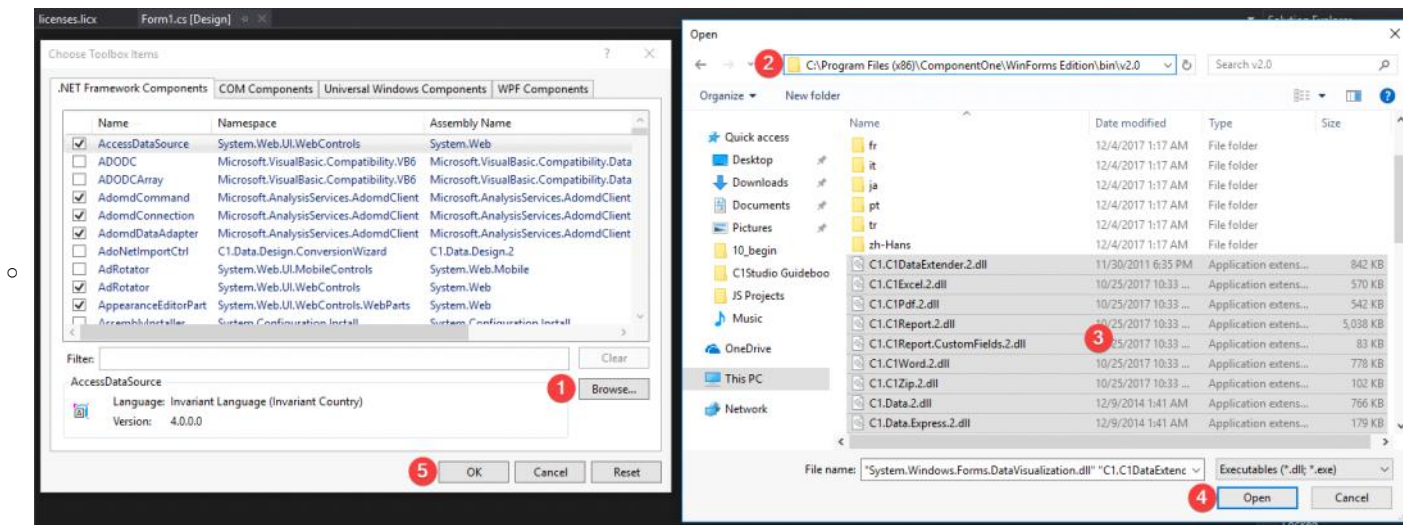 licenses.licx Form1.cs [Design]
Choose Toolbox Items
.NET Framework Components COM Components Universal Windows Components WPF Components
Name Namespace Assembly Name
AccessDataSource System.Web.UI.WebControls System.Web
ADODC Microsoft.VisualBasic.Compatibility.VB6 Microsoft.VisualBasic.Compatibility.Data
ADODCArray Microsoft.VisualBasic.Compatibility.VB6 Microsoft.VisualBasic.Compatibility.Data
AdomdCommand Microsoft.AnalysisServices.AdomdClient Microsoft.AnalysisServices.AdomdClient
AdomdConnection Microsoft.AnalysisServices.AdomdClient Microsoft.AnalysisServices.AdomdClient
AdomdDataAdapter Microsoft.AnalysisServices.AdomdClient Microsoft.AnalysisServices.AdomdClient
AdoNetImportCtrl C1.Data.Design.ConversionWizard C1.Data.Design.2
AdRotator System.Web.UI.MobileControls System.Web.Mobile
AdRotator System.Web.UI.WebControls System.Web
AppearanceEditorPart System.Web.UI.WebControls.WebParts System.Web
Filter: Clear
AccessDataSource
1 Browse...
Language: Invariant Language (Invariant Country)
Version: 4.0.0.0
5 OK Cancel Reset
Open
2 C:\Program Files (x86)\ComponentOne\WinForms Edition\bin\v2.0 Search v2.0
Organize New folder
Name Date modified Type Size
Quick access
Desktop
Downloads
Documents
Pictures
10_begin
C1Studio Guideboo
JS Projects
Music
OneDrive
This PC
Network
fr 12/4/2017 1:17 AM File folder
it 12/4/2017 1:17 AM File folder
ja 12/4/2017 1:17 AM File folder
pt 12/4/2017 1:17 AM File folder
tr 12/4/2017 1:17 AM File folder
zh-Hans 12/4/2017 1:17 AM File folder
C1.C1DataExtender.2.dll 11/30/2011 6:35 PM Application extens... 842 KB
C1.C1Excel.2.dll 10/25/2017 10:33 ... Application extens... 570 KB
C1.C1Pdf.2.dll 10/25/2017 10:33 ... Application extens... 542 KB
C1.C1Report.2.dll 10/25/2017 10:33 ... Application extens... 5,038 KB
C1.C1Report.CustomFields.2.dll 3 /25/2017 10:33 ... Application extens... 83 KB
C1.C1Word.2.dll 10/25/2017 10:33 ... Application extens... 778 KB
C1.C1Zip.2.dll 10/25/2017 10:33 ... Application extens... 102 KB
C1.Data.2.dll 12/9/2014 1:41 AM Application extens... 766 KB
C1.Data.Express.2.dll 12/9/2014 1:41 AM Application extens... 179 KB
File name: "System.Windows.Forms.DataVisualization.dll" "C1.C1DataExtenc Executables (*.dll; *.exe)
4 Open Cancel